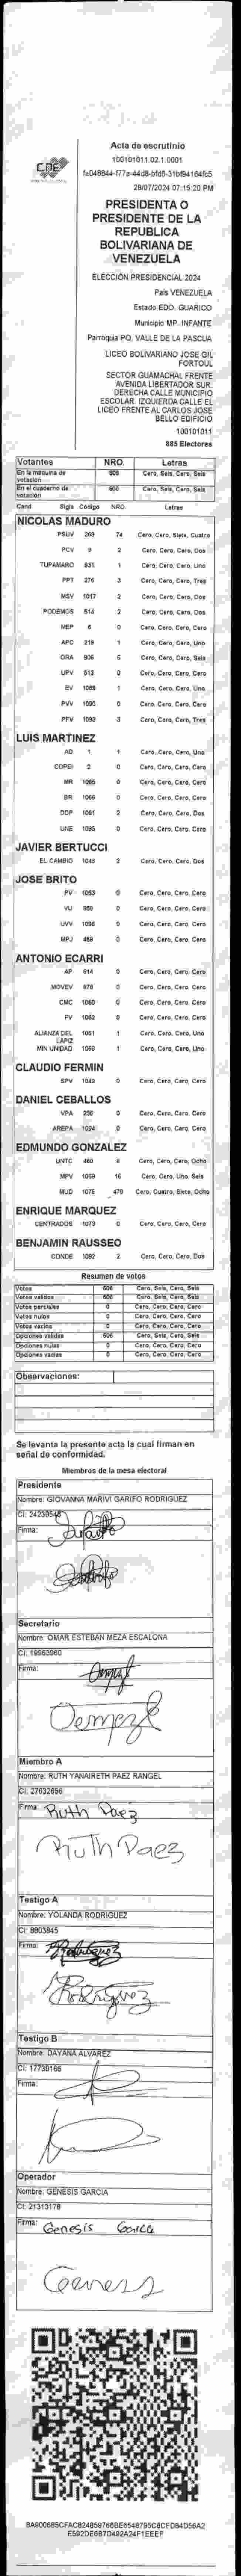 CNE
Acta de escrutinio
100101011.02.1.0001
28/07/2024 07:15:20 PM
PRESIDENTA O
PRESIDENTE DE LA
REPUBLICA
BOLIVARIANA DE
VENEZUELA
ELECCIÓN PRESIDENCIAL 2024
País VENEZUELA
Estado EDO. GUARICO
Municipio MP. INFANTE
Parroquia PQ. VALLE DE LA PASCUA
LICEO BOLIVARIANO JOSE GIL
FORTOUL
SECTOR GUAMACHAL FRENTE
AVENIDA LIBERTADOR SUR.
DERECHA CALLE MUNICIPIO
ESCOLAR. IZQUIERDA CALLE EL
LICEO FRENTE AL CARLOS JOSE
BELLO EDIFICIO
100101011
885 Electores
Votantes NRO. Letras
En la maquina de votación 606 Cero, Seis, Cero, Seis
En el cuaderno de votación 606 Cero, Seis, Cero, Seis
Cand Sigla Código NRO. Letras
NICOLAS MADURO
PSUV 269 74 Cero, Cero, Siete, Cuatro
PCV 9 2 Cero, Cero, Cero, Dos
TUPAMARO 831 1 Cero, Cero, Cero, Uno
PPT 276 3 Cero, Cero, Cero, Tres
MSV 1017 2 Cero, Cero, Cero, Dos
PODEMOS 514 2 Cero, Cero, Cero, Dos
MEP 6 0 Cero, Cero, Cero, Cero
APC 219 1 Cero, Cero, Cero, Uno
ORA 906 6 Cero, Cero, Cero, Seis
UPV 513 0 Cero, Cero, Cero, Cero
EV 1089 1 Cero, Cero, Cero, Uno
PVV 1090 0 Cero, Cero, Cero, Cero
PFV 1093 3 Cero, Cero, Cero, Tres
LUIS MARTINEZ
AD 1 1 Cero, Cero, Cero, Uno
COPEI 2 0 Cero, Cero, Cero, Cero
MR 1065 0 Cero, Cero, Cero, Cero
BR 1066 0 Cero, Cero, Cero, Cero
DDP 1091 2 Cero, Cero, Cero, Dos
UNE 1095 0 Cero, Cero, Cero, Cero
JAVIER BERTUCCI
EL CAMBIO 1048 2 Cero, Cero, Cero, Dos
JOSE BRITO
PV 1063 0 Cero, Cero, Cero, Cero
VU 969 0 Cero, Cero, Cero, Cero
UVV 1096 0 Cero, Cero, Cero, Cero
MPJ 458 0 Cero, Cero, Cero, Cero
ANTONIO ECARRI
AP 814 0 Cero, Cero, Cero, Cero
MOVEV 978 0 Cero, Cero, Cero, Cero
CMC 1060 0 Cero, Cero, Cero, Cero
FV 1062 0 Cero, Cero, Cero, Cero
ALIANZA DEL LAPIZ 1061 1 Cero, Cero, Cero, Uno
MIN UNIDAD 1068 1 Cero, Cero, Cero, Uno
CLAUDIO FERMIN
SPV 1049 0 Cero, Cero, Cero, Cero
DANIEL CEBALLOS
VPA 236 0 Cero, Cero, Cero, Cero
AREPA 1094 0 Cero, Cero, Cero, Cero
EDMUNDO GONZALEZ
UNTC 460 8 Cero, Cero, Cero, Ocho
MPV 1069 16 Cero, Cero, Uno, Seis
MUD 1075 478 Cero, Cuatro, Siete, Ocho
ENRIQUE MARQUEZ
CENTRADOS 1073 0 Cero, Cero, Cero, Cero
BENJAMIN RAUSSEO
CONDE 1092 2 Cero, Cero, Cero, Dos
Resumen de votos
Votos 606 Cero, Seis, Cero, Seis
Votos validos 606 Cero, Seis, Cero, Seis
Votos parciales 0 Cero, Cero, Cero, Cero
Votos nulos 0 Cero, Cero, Cero, Cero
Votos vacios 0 Cero, Cero, Cero, Cero
Opciones validas 606 Cero, Seis, Cero, Seis
Opciones nulas 0 Cero, Cero, Cero, Cero
Opciones vacias 0 Cero, Cero, Cero, Cero
Observaciones:
Se levanta la presente acta la cual firman en
señal de conformidad.
Miembros de la mesa electoral
Presidente
Nombre: GIOVANNA MARIVI GARIFO RODRIGUEZ
CI: 24239545
Firma:
Secretario
Nombre: OMAR ESTEBAN MEZA ESCALONA
CI: 19963960
Firma:
Miembro A
Nombre: RUTH YANAIRETH PAEZ RANGEL
CI: 27632656
Firma: Ruth Paez
Ruth Paez
Testigo A
Nombre: YOLANDA RODRIGUEZ
CI: 8803845
Firma: Rodriguez
Rodriguez
Testigo B
Nombre: DAYANA ALVAREZ
CI: 17739166
Firma:
Operador
Nombre: GENESIS GARCIA
CI: 21313178
Firma: Genesis Garcia
Genesis